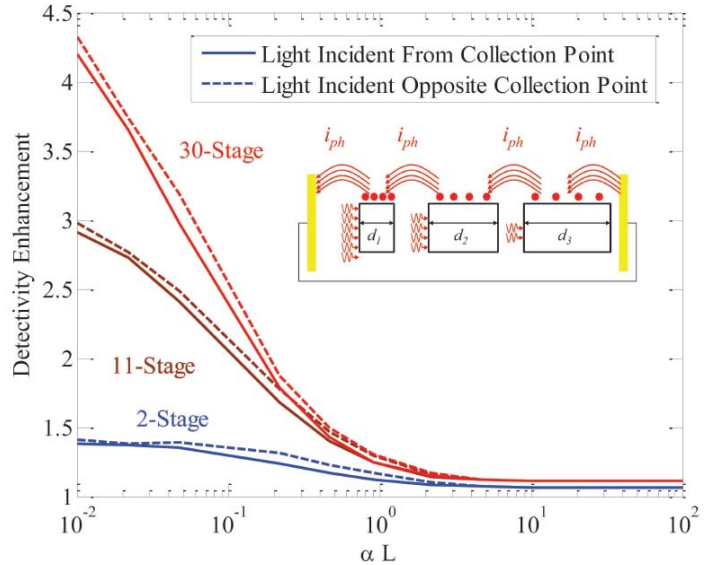 4.5
4
3.5
3
2.5
2
1.5
1
Detectivity Enhancement
Light Incident From Collection Point
Light Incident Opposite Collection Point
i_ph i_ph i_ph i_ph
d_1 d_2 d_3
30-Stage
11-Stage
2-Stage
10^-2 10^-1 10^0 10^1 10^2
α L